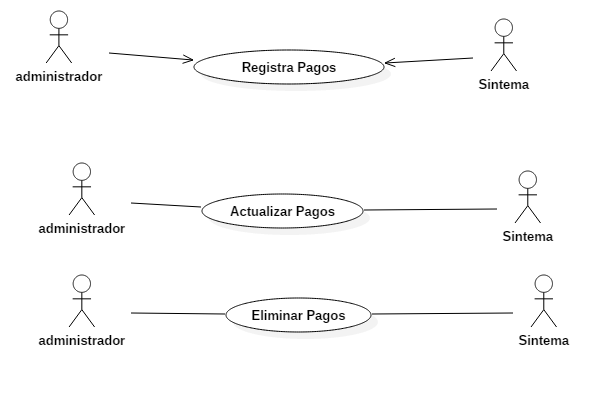 administrador
Registra Pagos
Sintema
administrador
Actualizar Pagos
Sintema
administrador
Eliminar Pagos
Sintema